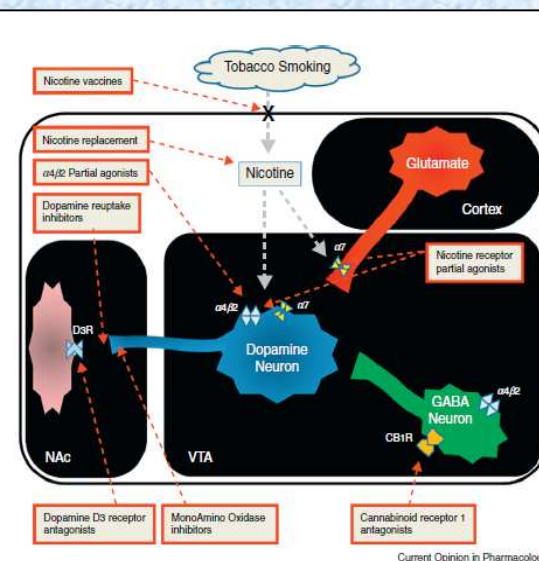 Tobacco Smoking
Nicotine vaccines
X
Nicotine replacement
Nicotine
α4β2 Partial agonists
Dopamine reuptake
inhibitors
Glutamate
Cortex
α7
Nicotine receptor
partial agonists
α4β2
α7
D3R
Dopamine
Neuron
GABA
Neuron
α4β2
CB1R
NAc
VTA
Dopamine D3 receptor
antagonists
MonoAmino Oxidase
inhibitors
Cannabinoid receptor 1
antagonists
Current Opinion in Pharmacology